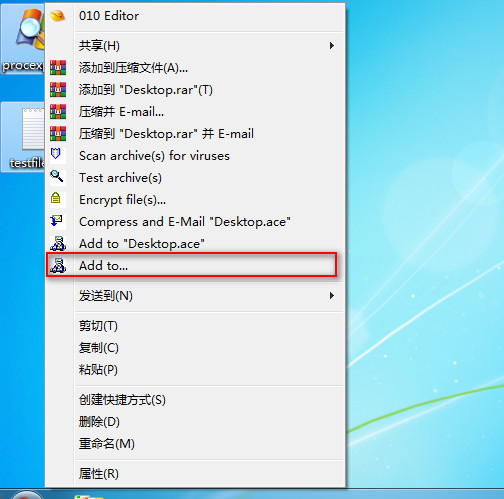 010 Editor
procexp
共享(H)
添加到压缩文件(A)...
添加到 "Desktop.rar"(T)
压缩并 E-mail...
压缩到 "Desktop.rar" 并 E-mail
testfile
Scan archive(s) for viruses
Test archive(s)
Encrypt file(s)...
Compress and E-Mail "Desktop.ace"
Add to "Desktop.ace"
Add to...
发送到(N)
剪切(T)
复制(C)
粘贴(P)
创建快捷方式(S)
删除(D)
重命名(M)
属性(R)